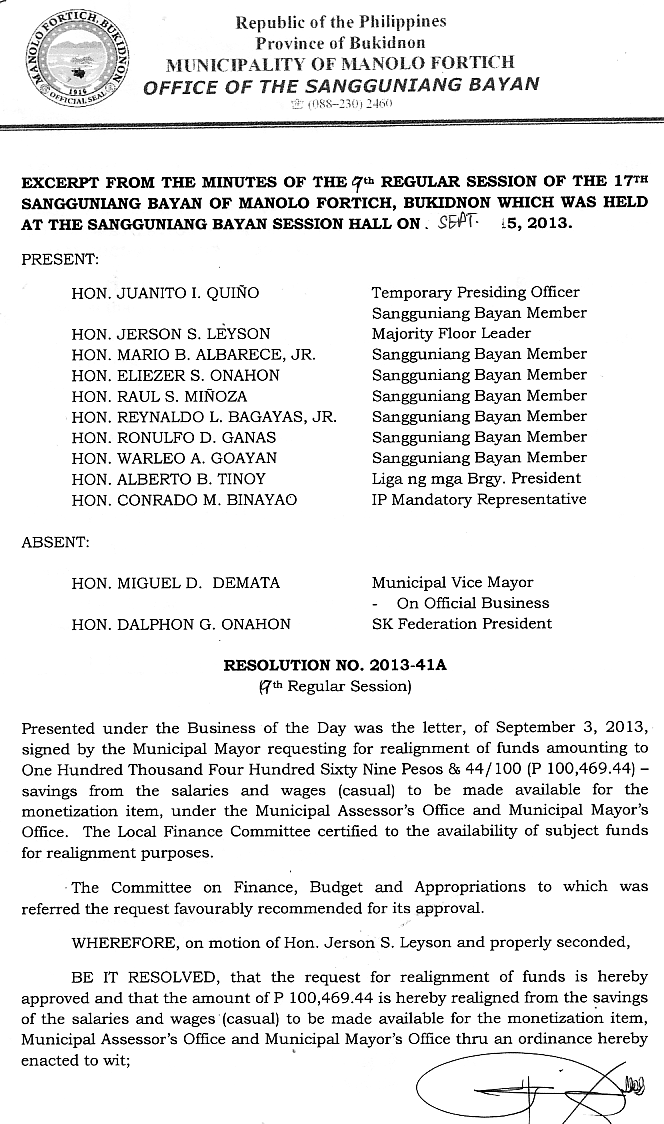 MANOLO FORTICH, BUKIDNON
1916
OFFICIAL SEAL
Republic of the Philippines
Province of Bukidnon
MUNICIPALITY OF MANOLO FORTICH
OFFICE OF THE SANGGUNIANG BAYAN
☏ (088–230) 2460
EXCERPT FROM THE MINUTES OF THE 9th REGULAR SESSION OF THE 17TH
SANGGUNIANG BAYAN OF MANOLO FORTICH, BUKIDNON WHICH WAS HELD
AT THE SANGGUNIANG BAYAN SESSION HALL ON SEPT. 5, 2013.
PRESENT:
HON. JUANITO I. QUIÑO Temporary Presiding Officer
Sangguniang Bayan Member
HON. JERSON S. LEYSON Majority Floor Leader
HON. MARIO B. ALBARECE, JR. Sangguniang Bayan Member
HON. ELIEZER S. ONAHON Sangguniang Bayan Member
HON. RAUL S. MIÑOZA Sangguniang Bayan Member
HON. REYNALDO L. BAGAYAS, JR. Sangguniang Bayan Member
HON. RONULFO D. GANAS Sangguniang Bayan Member
HON. WARLEO A. GOAYAN Sangguniang Bayan Member
HON. ALBERTO B. TINOY Liga ng mga Brgy. President
HON. CONRADO M. BINAYAO IP Mandatory Representative
ABSENT:
HON. MIGUEL D. DEMATA Municipal Vice Mayor
- On Official Business
HON. DALPHON G. ONAHON SK Federation President
RESOLUTION NO. 2013-41A
(9th Regular Session)
Presented under the Business of the Day was the letter, of September 3, 2013,
signed by the Municipal Mayor requesting for realignment of funds amounting to
One Hundred Thousand Four Hundred Sixty Nine Pesos & 44/100 (P 100,469.44) –
savings from the salaries and wages (casual) to be made available for the
monetization item, under the Municipal Assessor's Office and Municipal Mayor's
Office. The Local Finance Committee certified to the availability of subject funds
for realignment purposes.
The Committee on Finance, Budget and Appropriations to which was
referred the request favourably recommended for its approval.
WHEREFORE, on motion of Hon. Jerson S. Leyson and properly seconded,
BE IT RESOLVED, that the request for realignment of funds is hereby
approved and that the amount of P 100,469.44 is hereby realigned from the savings
of the salaries and wages (casual) to be made available for the monetization item,
Municipal Assessor's Office and Municipal Mayor's Office thru an ordinance hereby
enacted to wit;